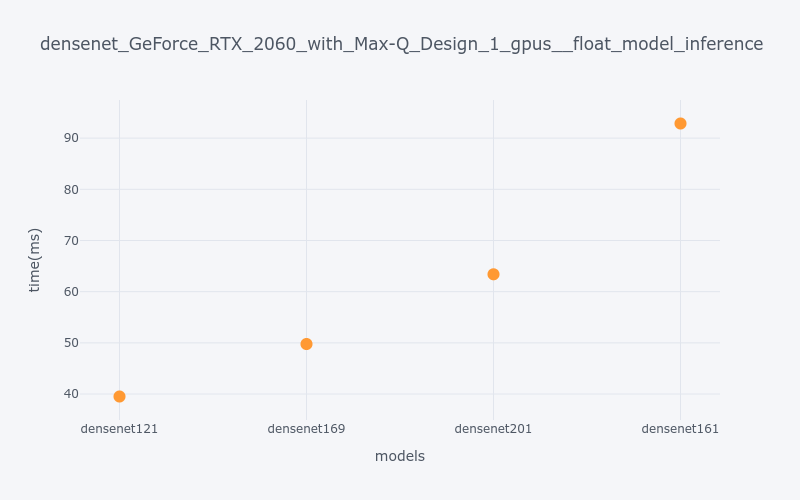 densenet_GeForce_RTX_2060_with_Max-Q_Design_1_gpus__float_model_inference
90
80
70
60
50
40
time(ms)
densenet121
densenet169
densenet201
densenet161
models